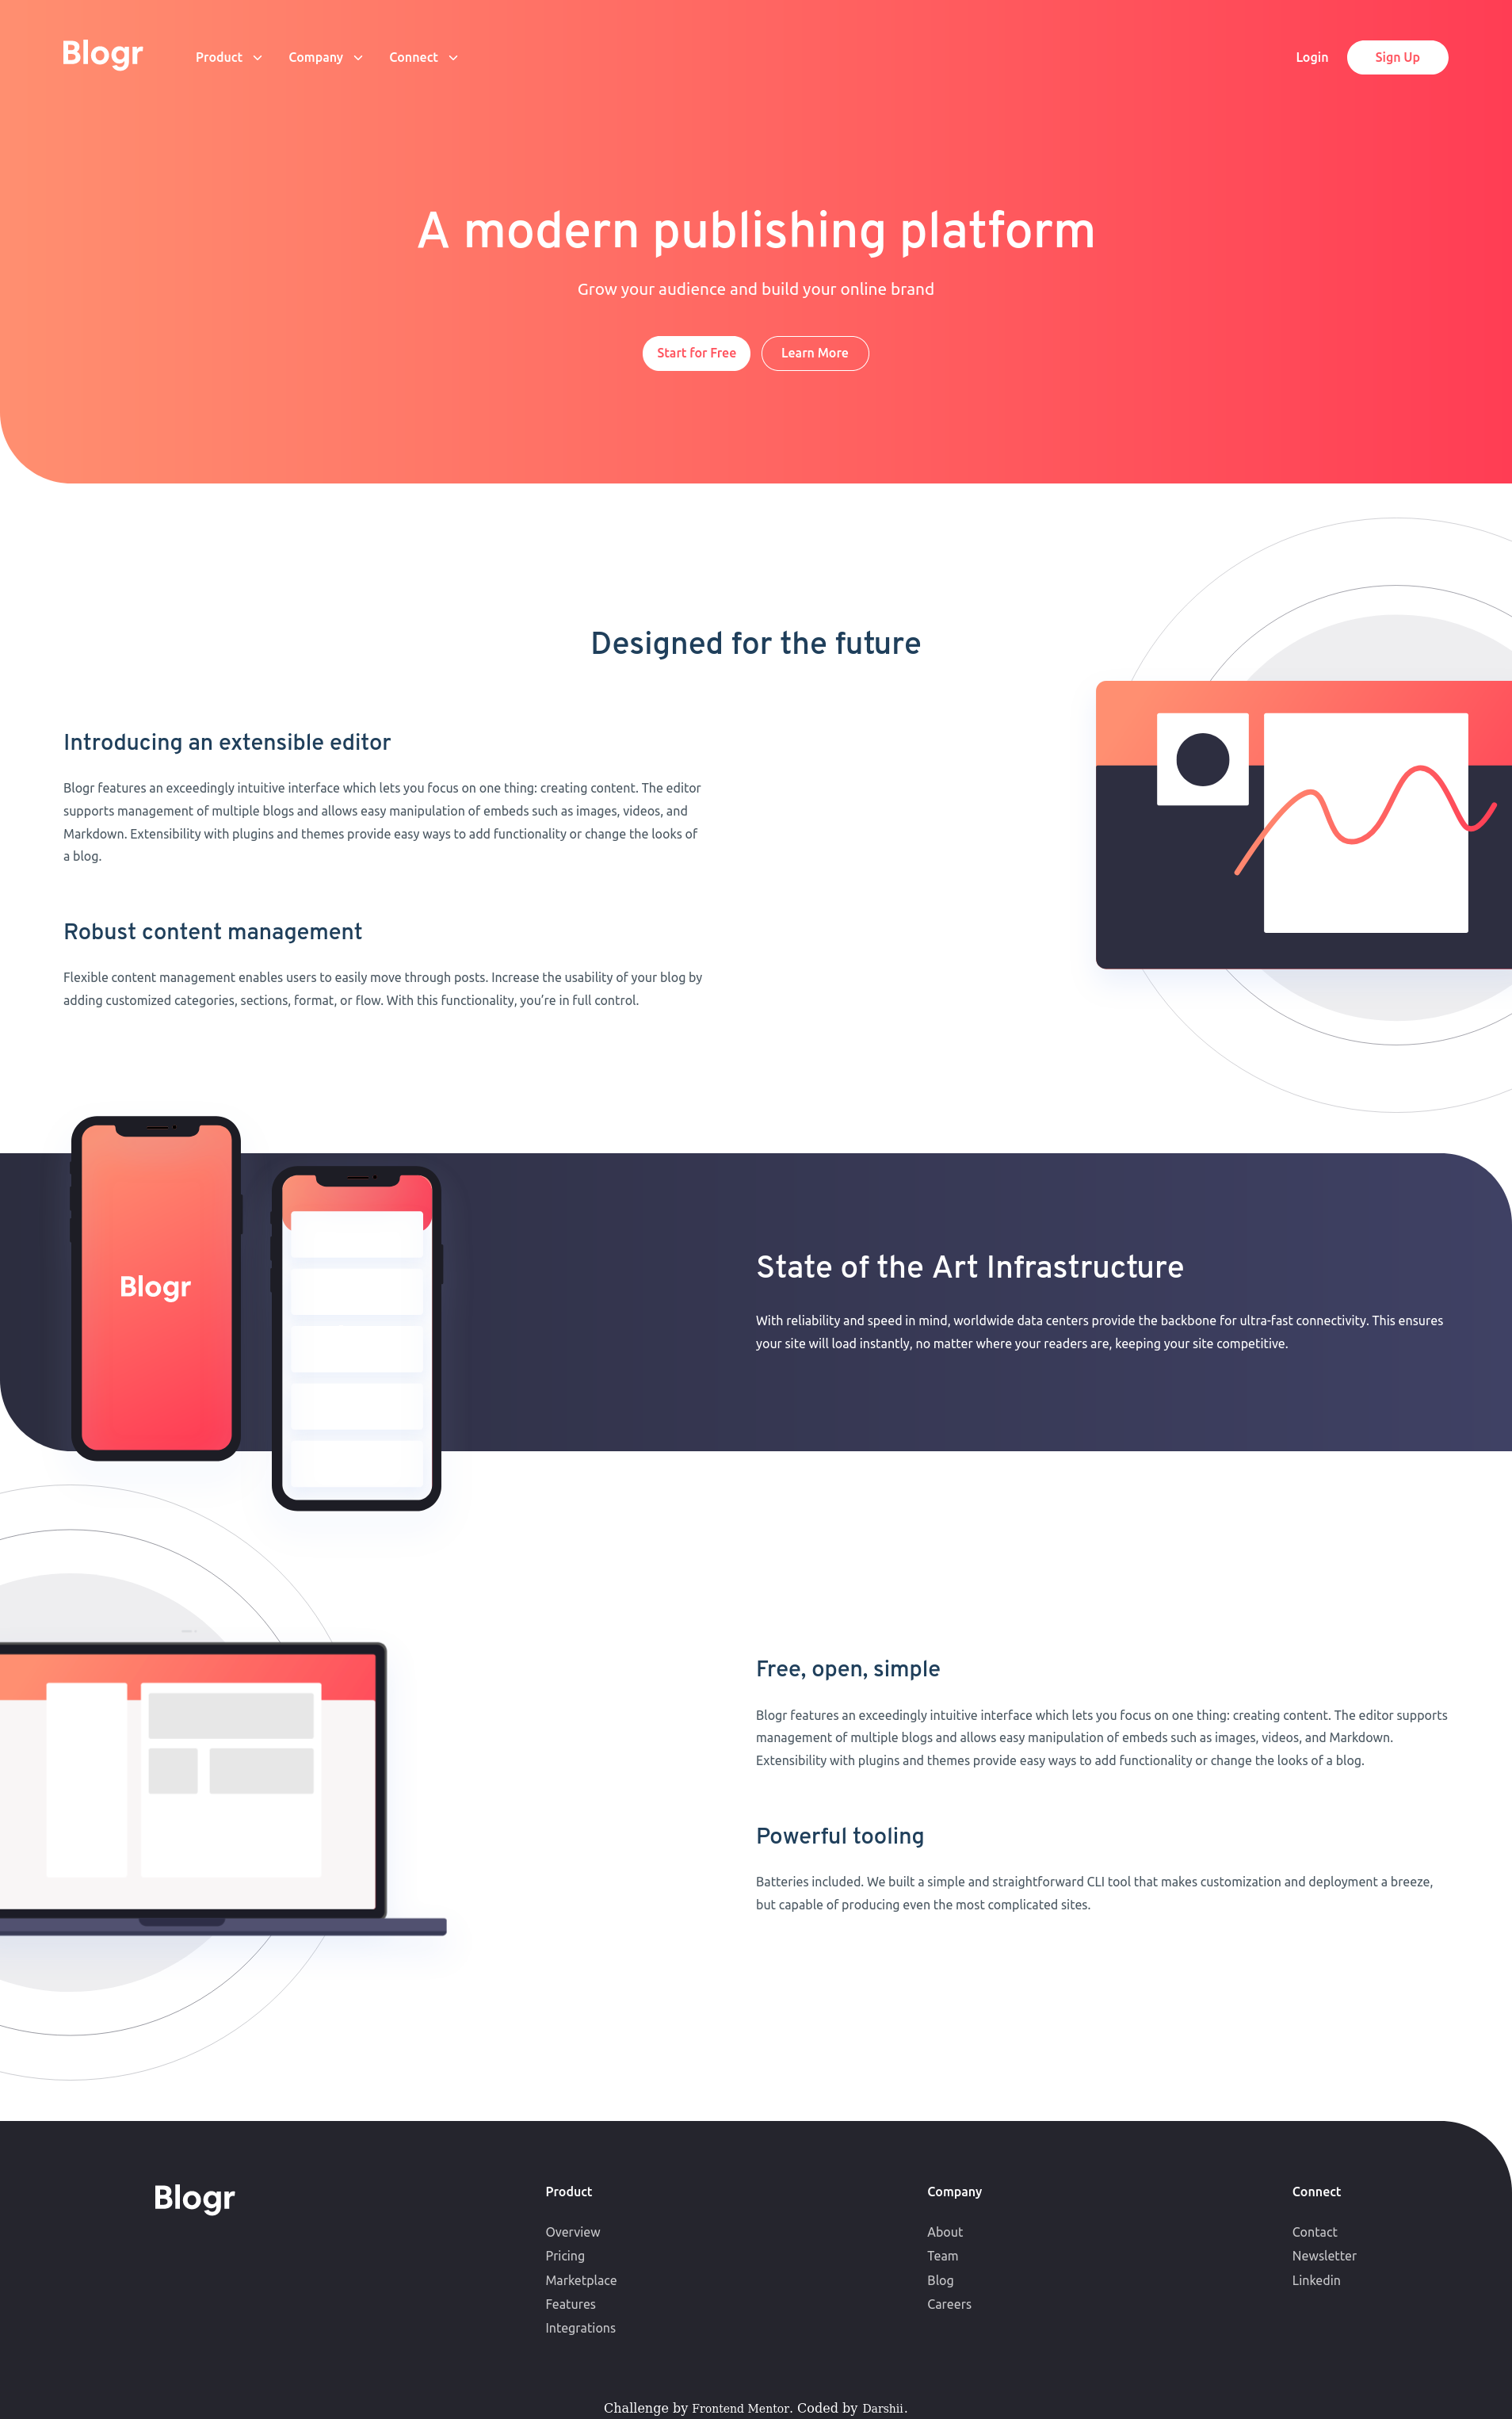 Blogr
Product
Company
Connect
Login
Sign Up
A modern publishing platform
Grow your audience and build your online brand
Start for Free
Learn More
Designed for the future
Introducing an extensible editor
Blogr features an exceedingly intuitive interface which lets you focus on one thing: creating content. The editor
supports management of multiple blogs and allows easy manipulation of embeds such as images, videos, and
Markdown. Extensibility with plugins and themes provide easy ways to add functionality or change the looks of
a blog.
Robust content management
Flexible content management enables users to easily move through posts. Increase the usability of your blog by
adding customized categories, sections, format, or flow. With this functionality, you’re in full control.
Blogr
State of the Art Infrastructure
With reliability and speed in mind, worldwide data centers provide the backbone for ultra-fast connectivity. This ensures
your site will load instantly, no matter where your readers are, keeping your site competitive.
Free, open, simple
Blogr features an exceedingly intuitive interface which lets you focus on one thing: creating content. The editor supports
management of multiple blogs and allows easy manipulation of embeds such as images, videos, and Markdown.
Extensibility with plugins and themes provide easy ways to add functionality or change the looks of a blog.
Powerful tooling
Batteries included. We built a simple and straightforward CLI tool that makes customization and deployment a breeze,
but capable of producing even the most complicated sites.
Blogr
Product
Overview
Pricing
Marketplace
Features
Integrations
Company
About
Team
Blog
Careers
Connect
Contact
Newsletter
Linkedin
Challenge by Frontend Mentor. Coded by Darshii.